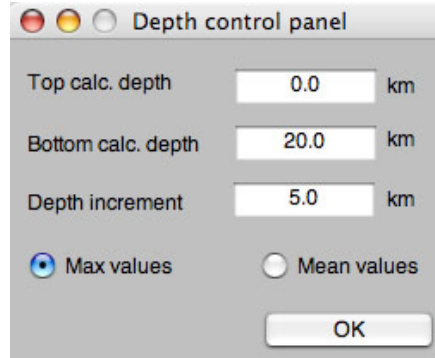 Depth control panel
Top calc. depth 0.0 km
Bottom calc. depth 20.0 km
Depth increment 5.0 km
Max values Mean values
OK